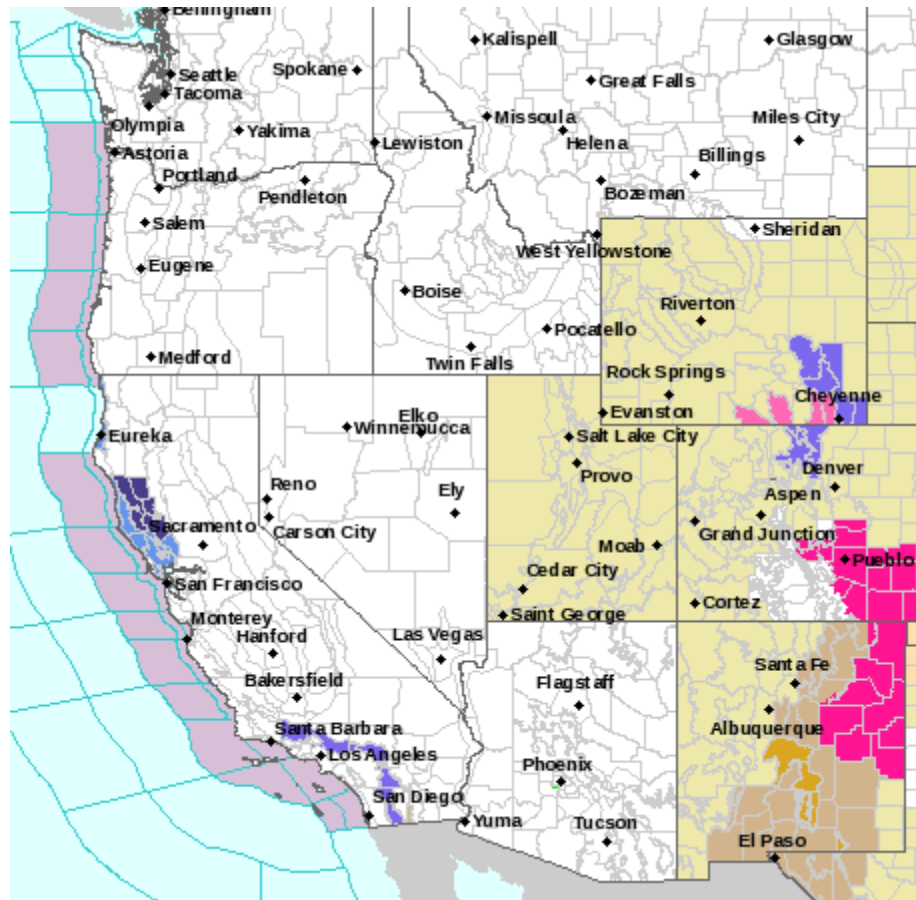 Bellingham
Kalispell
Glasgow
Seattle
Spokane
Great Falls
Tacoma
Missoula
Miles City
Olympia
Yakima
Helena
Lewiston
Astoria
Billings
Portland
Pendleton
Bozeman
Salem
Sheridan
West Yellowstone
Eugene
Boise
Riverton
Pocatello
Medford
Twin Falls
Rock Springs
Cheyenne
Elko
Evanston
Winnemucca
Eureka
Salt Lake City
Provo
Denver
Reno
Ely
Aspen
Sacramento
Carson City
Grand Junction
Moab
Pueblo
Cedar City
San Francisco
Cortez
Saint George
Monterey
Hanford
Las Vegas
Santa Fe
Bakersfield
Flagstaff
Santa Barbara
Albuquerque
Los Angeles
Phoenix
San Diego
Yuma
Tucson
El Paso